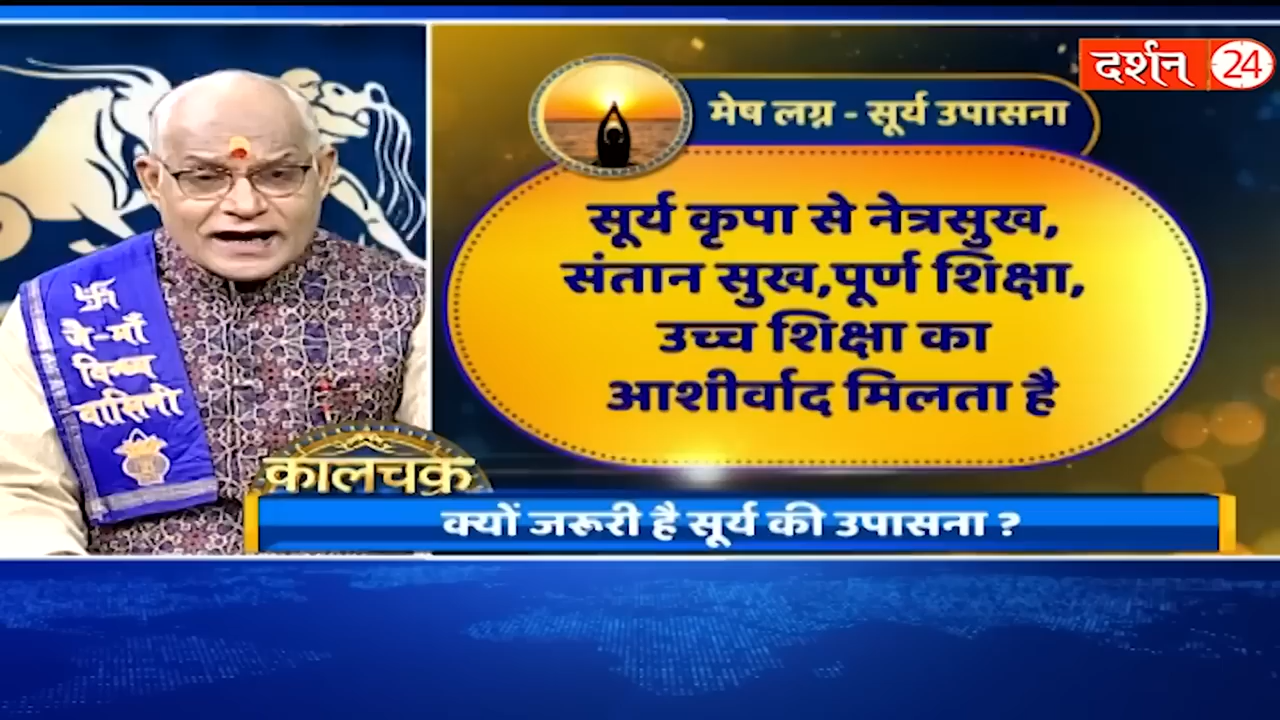 दर्शन 24
मेष लग्न - सूर्य उपासना
सूर्य कृपा से नेत्रसुख,
संतान सुख,पूर्ण शिक्षा,
उच्च शिक्षा का
आशीर्वाद मिलता है
जै-माँ
विन्ध्य
वासिनी
कालचक्र
क्यों जरूरी है सूर्य की उपासना ?